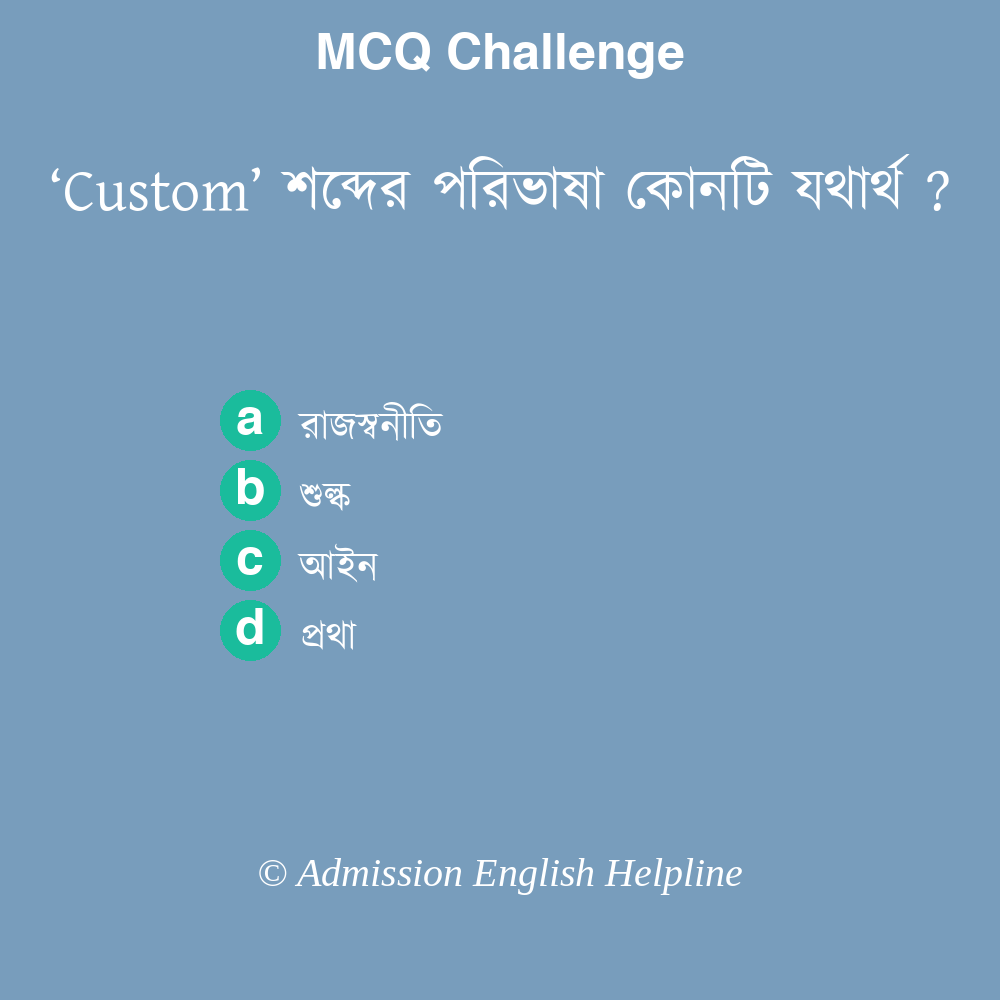 MCQ Challenge
‘Custom’ শব্দের পরিভাষা কোনটি যথার্থ ?
a রাজস্বনীতি
b শুল্ক
c আইন
d প্রথা
© Admission English Helpline